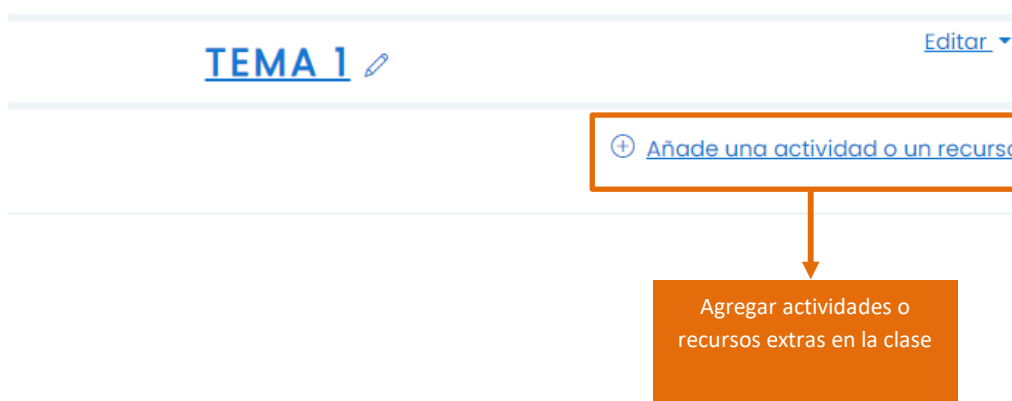 Editar
TEMA 1
Añade una actividad o un recurso
Agregar actividades o
recursos extras en la clase